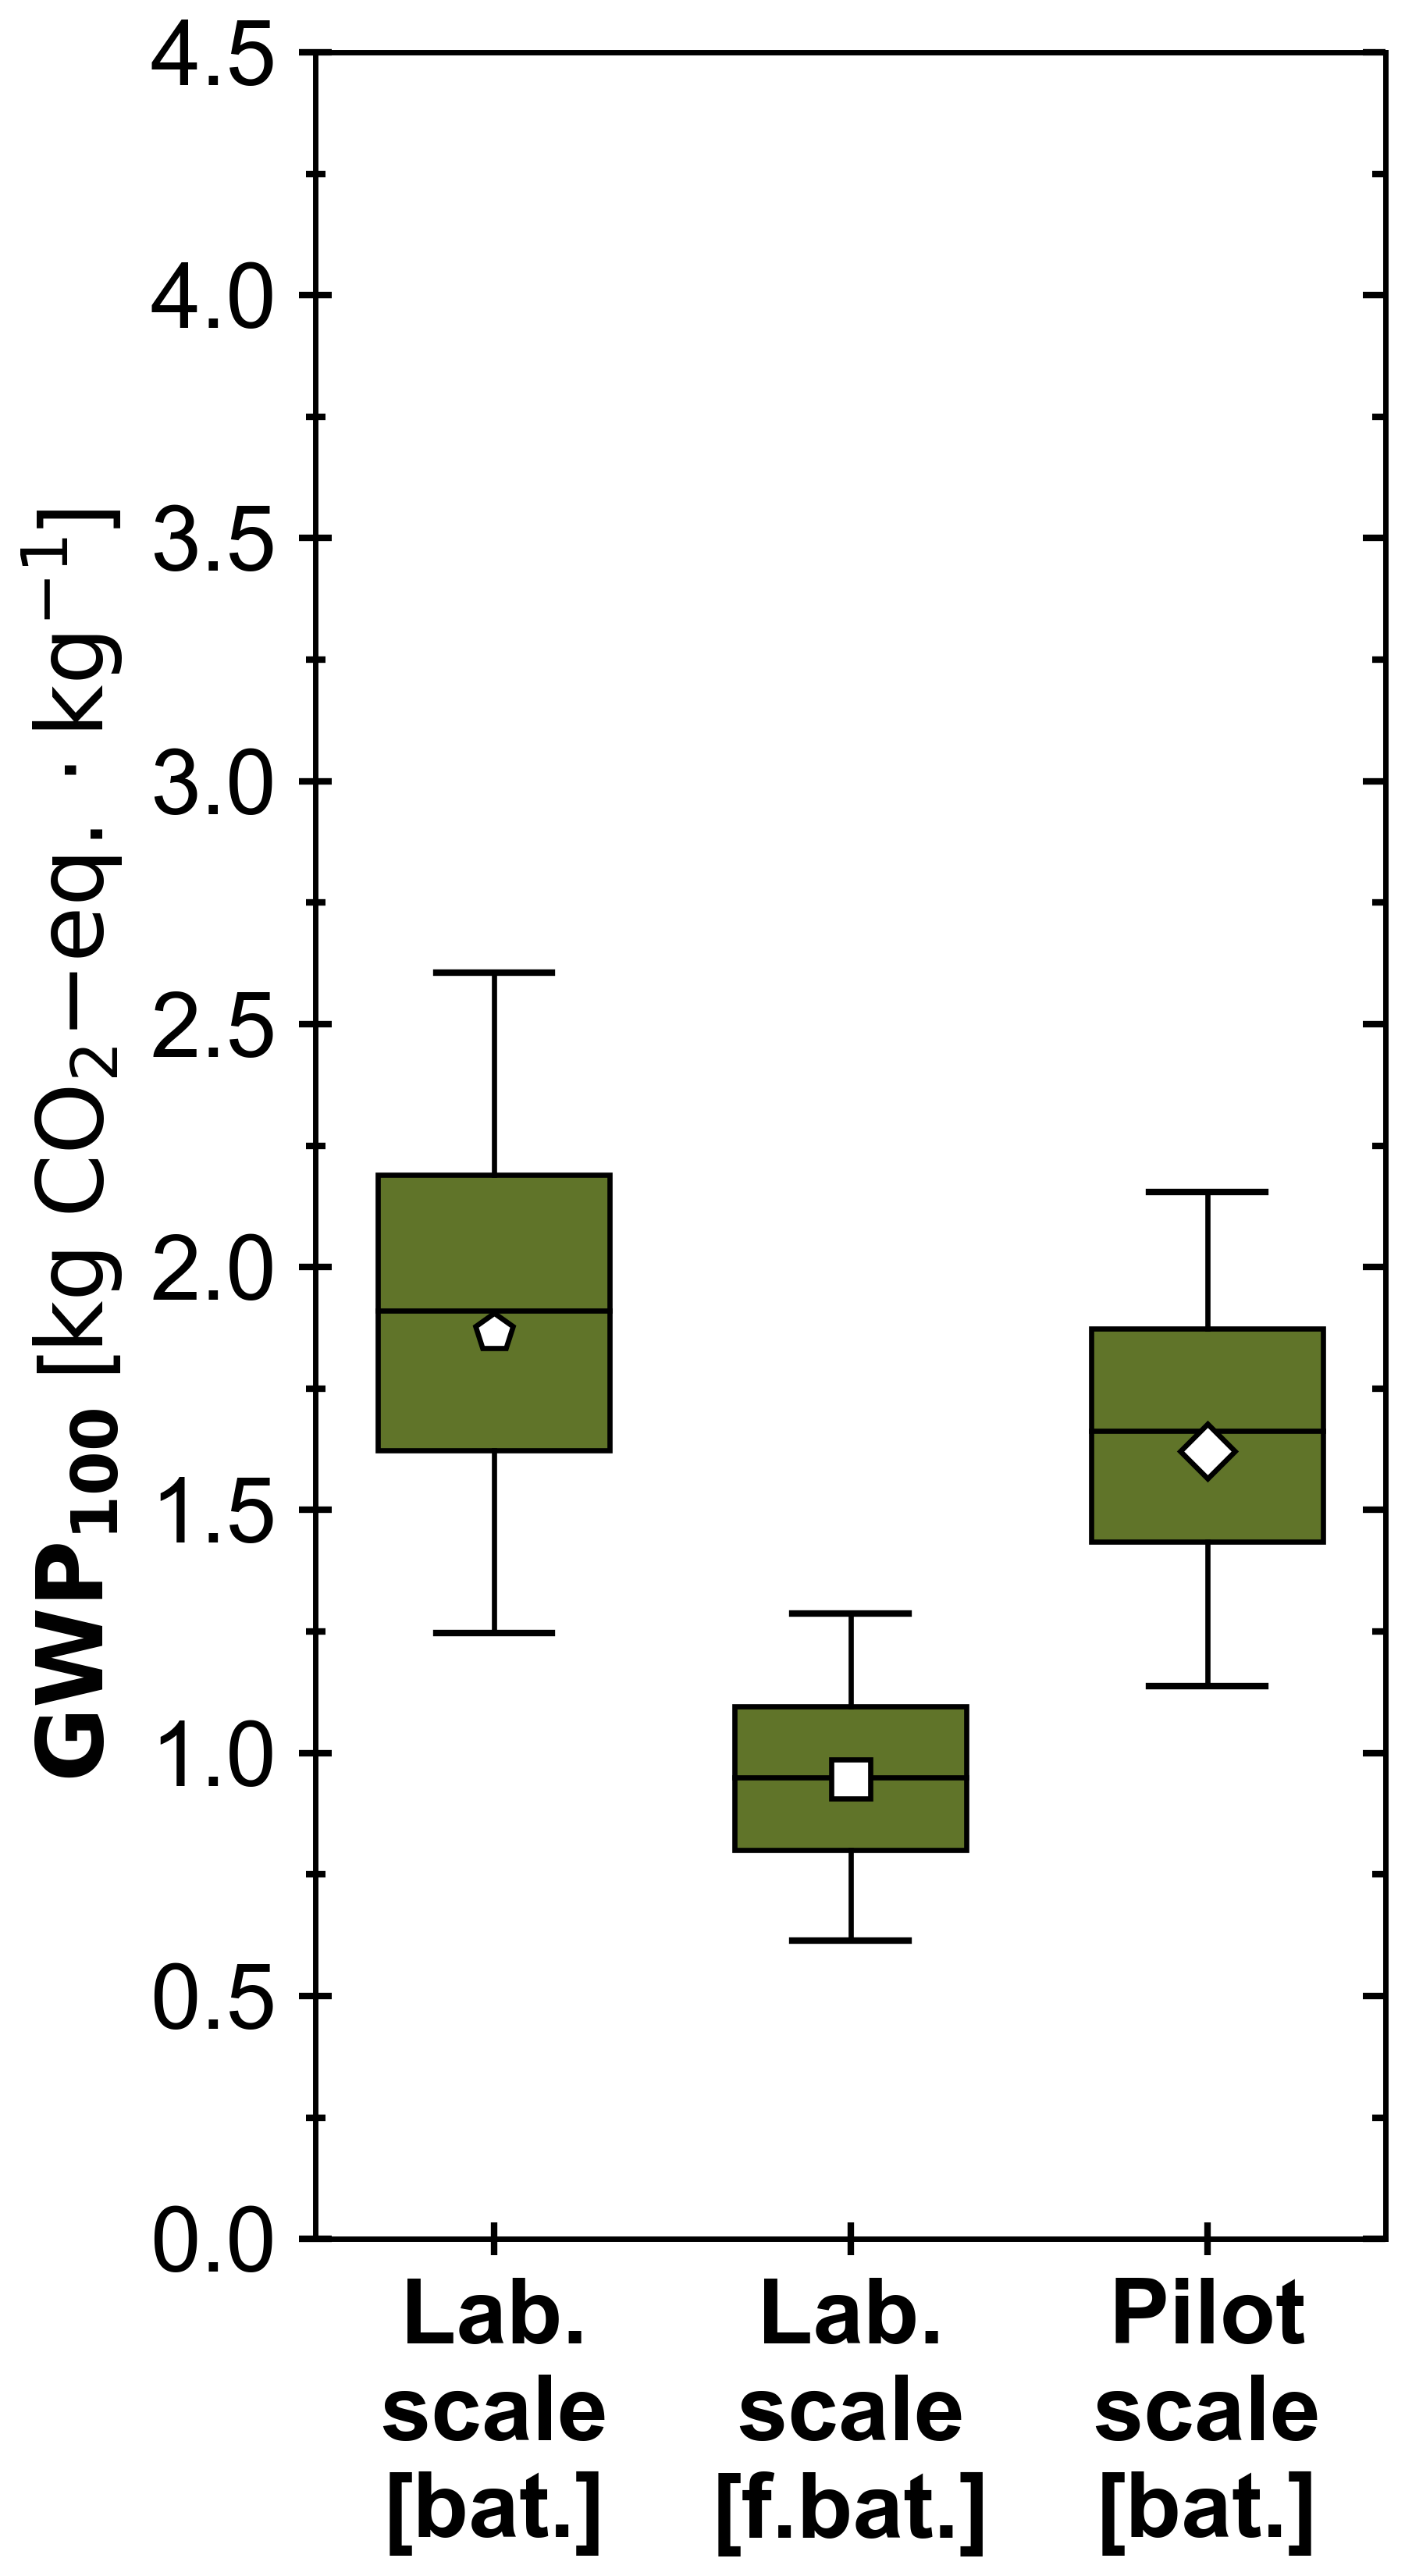 GWP₁₀₀ [kg CO₂−eq. · kg⁻¹]
4.5
4.0
3.5
3.0
2.5
2.0
1.5
1.0
0.5
0.0
Lab.
scale
[bat.]
Lab.
scale
[f.bat.]
Pilot
scale
[bat.]